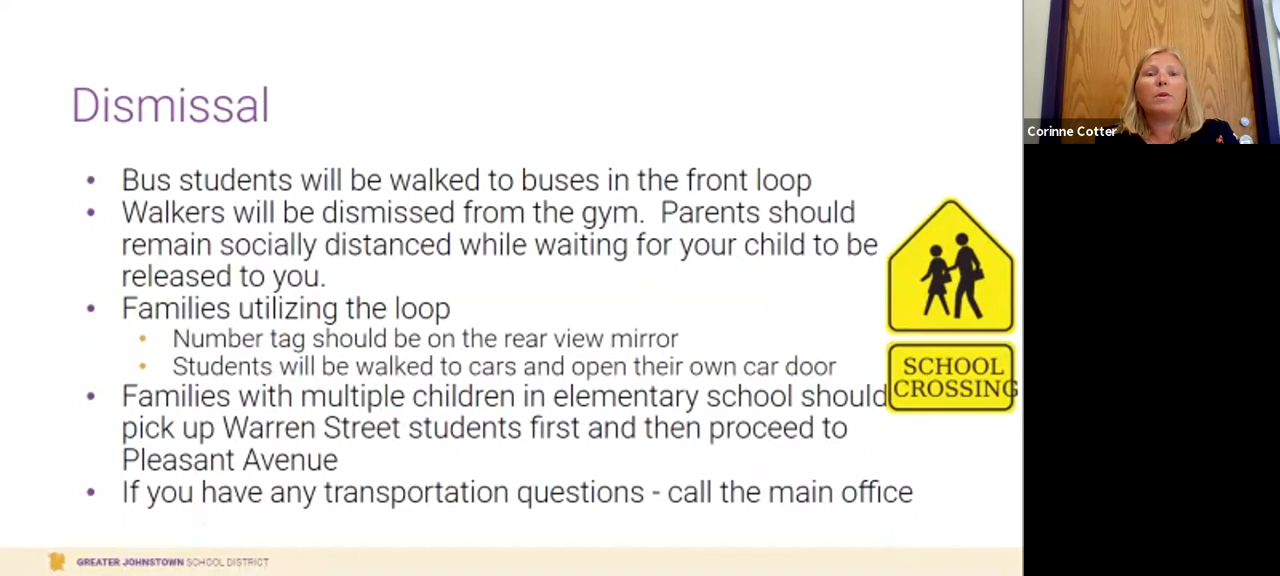 Dismissal
• Bus students will be walked to buses in the front loop
• Walkers will be dismissed from the gym.  Parents should
remain socially distanced while waiting for your child to be
released to you.
• Families utilizing the loop
• Number tag should be on the rear view mirror
• Students will be walked to cars and open their own car door
• Families with multiple children in elementary school should
pick up Warren Street students first and then proceed to
Pleasant Avenue
• If you have any transportation questions - call the main office
SCHOOL
CROSSING
GREATER JOHNSTOWN SCHOOL DISTRICT
Corinne Cotter